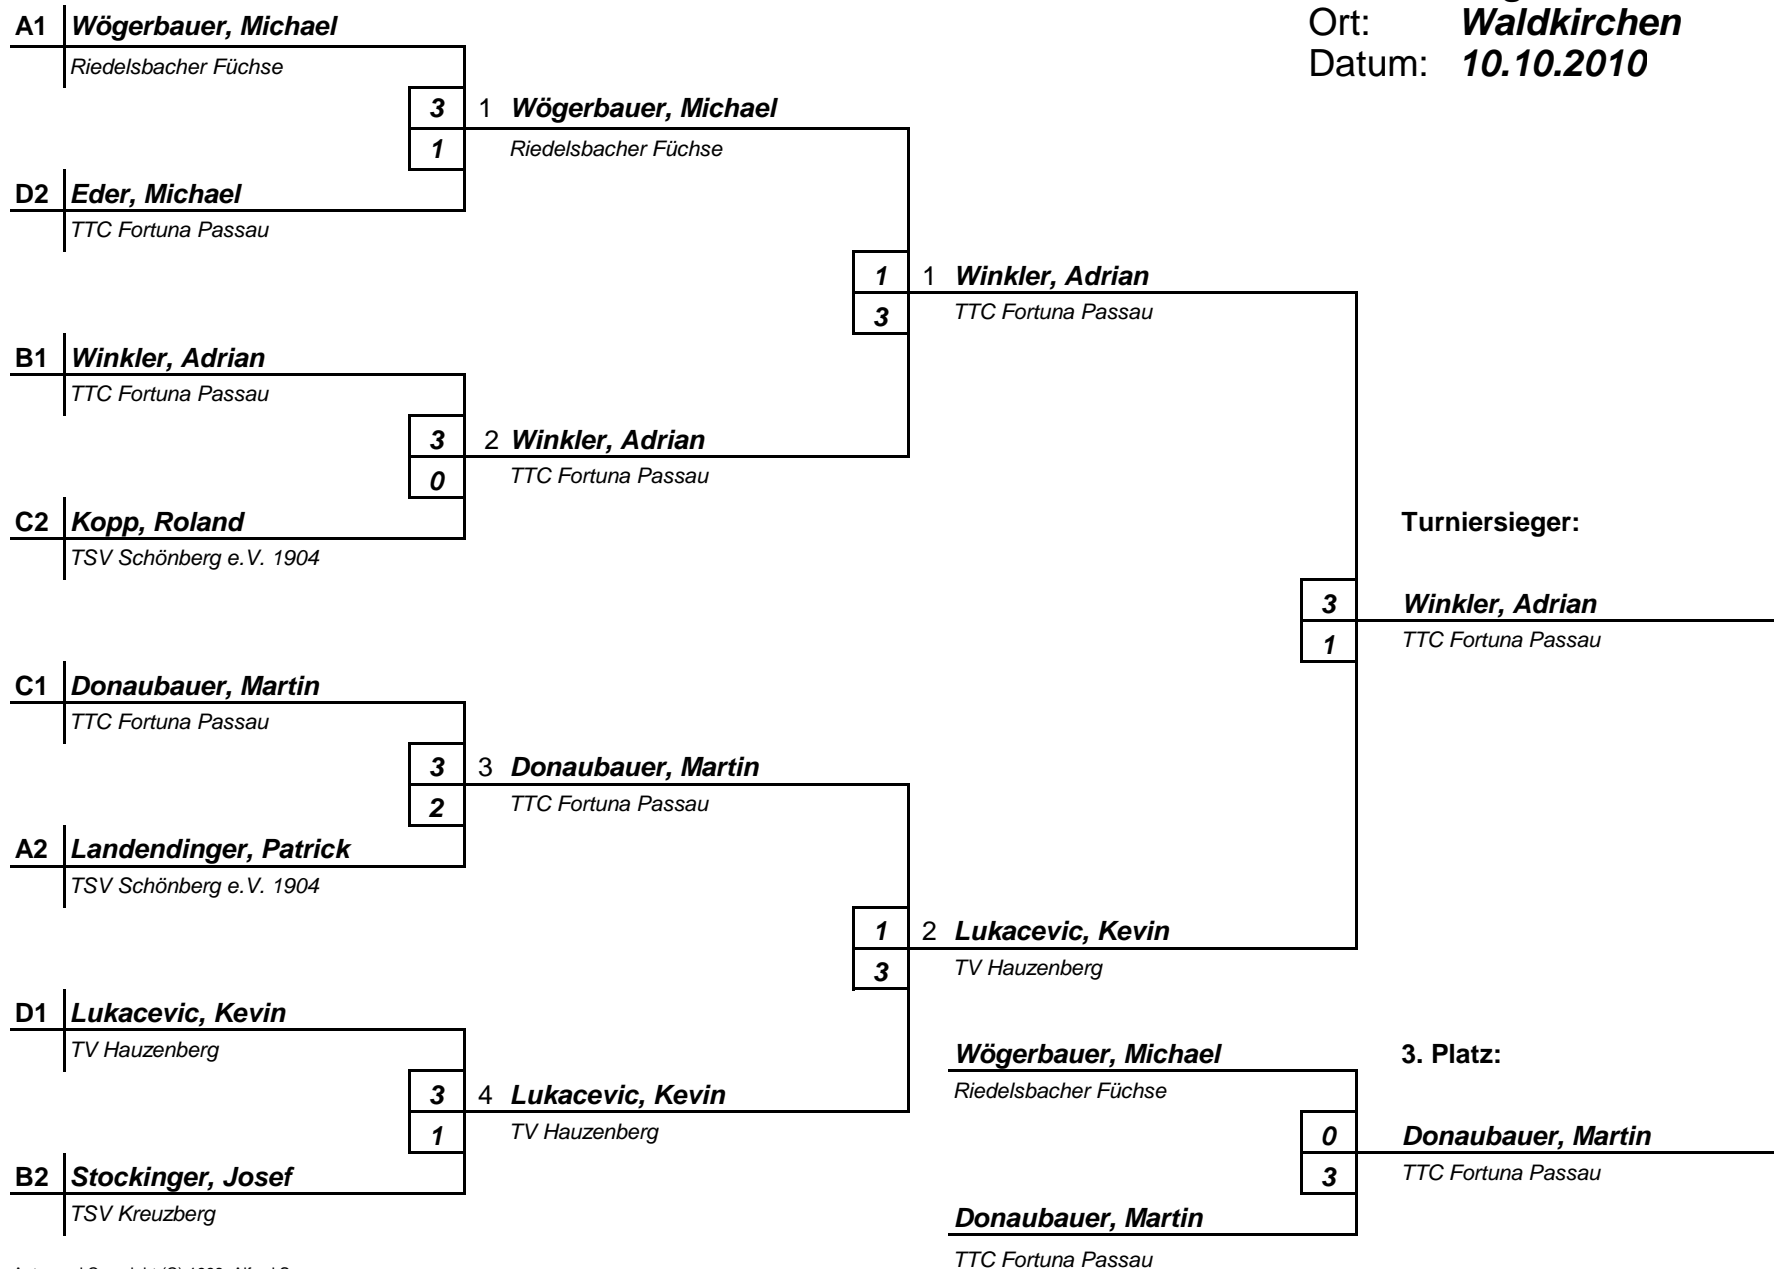 A1 Wögerbauer, Michael
Riedelsbacher Füchse
Ort: Waldkirchen
Datum: 10.10.2010
3 1 Wögerbauer, Michael
1 Riedelsbacher Füchse
D2 Eder, Michael
TTC Fortuna Passau
1 1 Winkler, Adrian
3 TTC Fortuna Passau
B1 Winkler, Adrian
TTC Fortuna Passau
3 2 Winkler, Adrian
0 TTC Fortuna Passau
C2 Kopp, Roland
TSV Schönberg e.V. 1904
Turniersieger:
3 Winkler, Adrian
1 TTC Fortuna Passau
C1 Donaubauer, Martin
TTC Fortuna Passau
3 3 Donaubauer, Martin
2 TTC Fortuna Passau
A2 Landendinger, Patrick
TSV Schönberg e.V. 1904
1 2 Lukacevic, Kevin
3 TV Hauzenberg
D1 Lukacevic, Kevin
TV Hauzenberg
Wögerbauer, Michael 3. Platz:
Riedelsbacher Füchse
3 4 Lukacevic, Kevin
1 TV Hauzenberg
0 Donaubauer, Martin
3 TTC Fortuna Passau
B2 Stockinger, Josef
TSV Kreuzberg
Donaubauer, Martin
TTC Fortuna Passau